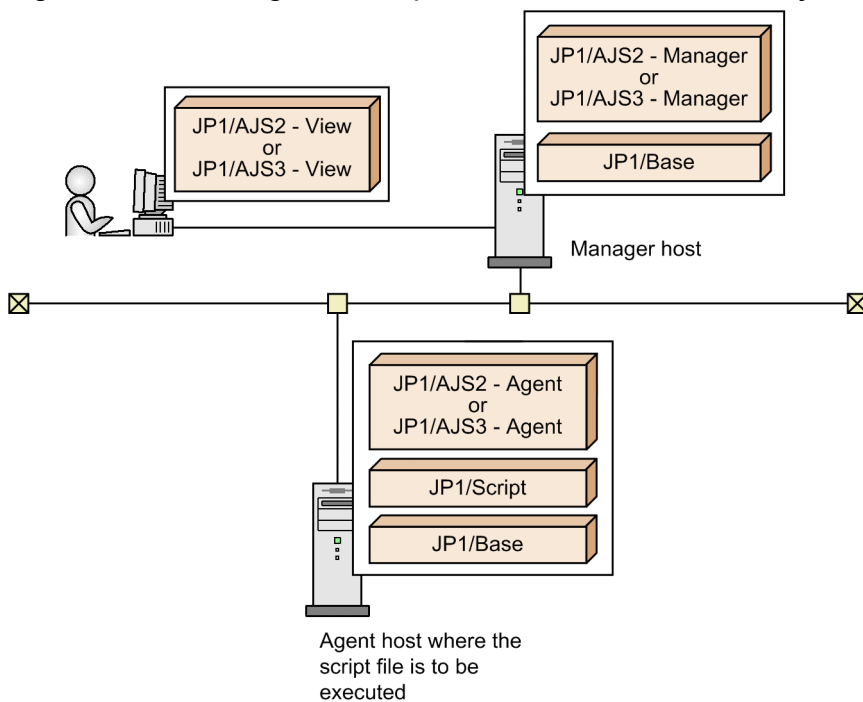 JP1/AJS2 - Manager
or
JP1/AJS3 - Manager
JP1/Base
JP1/AJS2 - View
or
JP1/AJS3 - View
Manager host
JP1/AJS2 - Agent
or
JP1/AJS3 - Agent
JP1/Script
JP1/Base
Agent host where the
script file is to be
executed